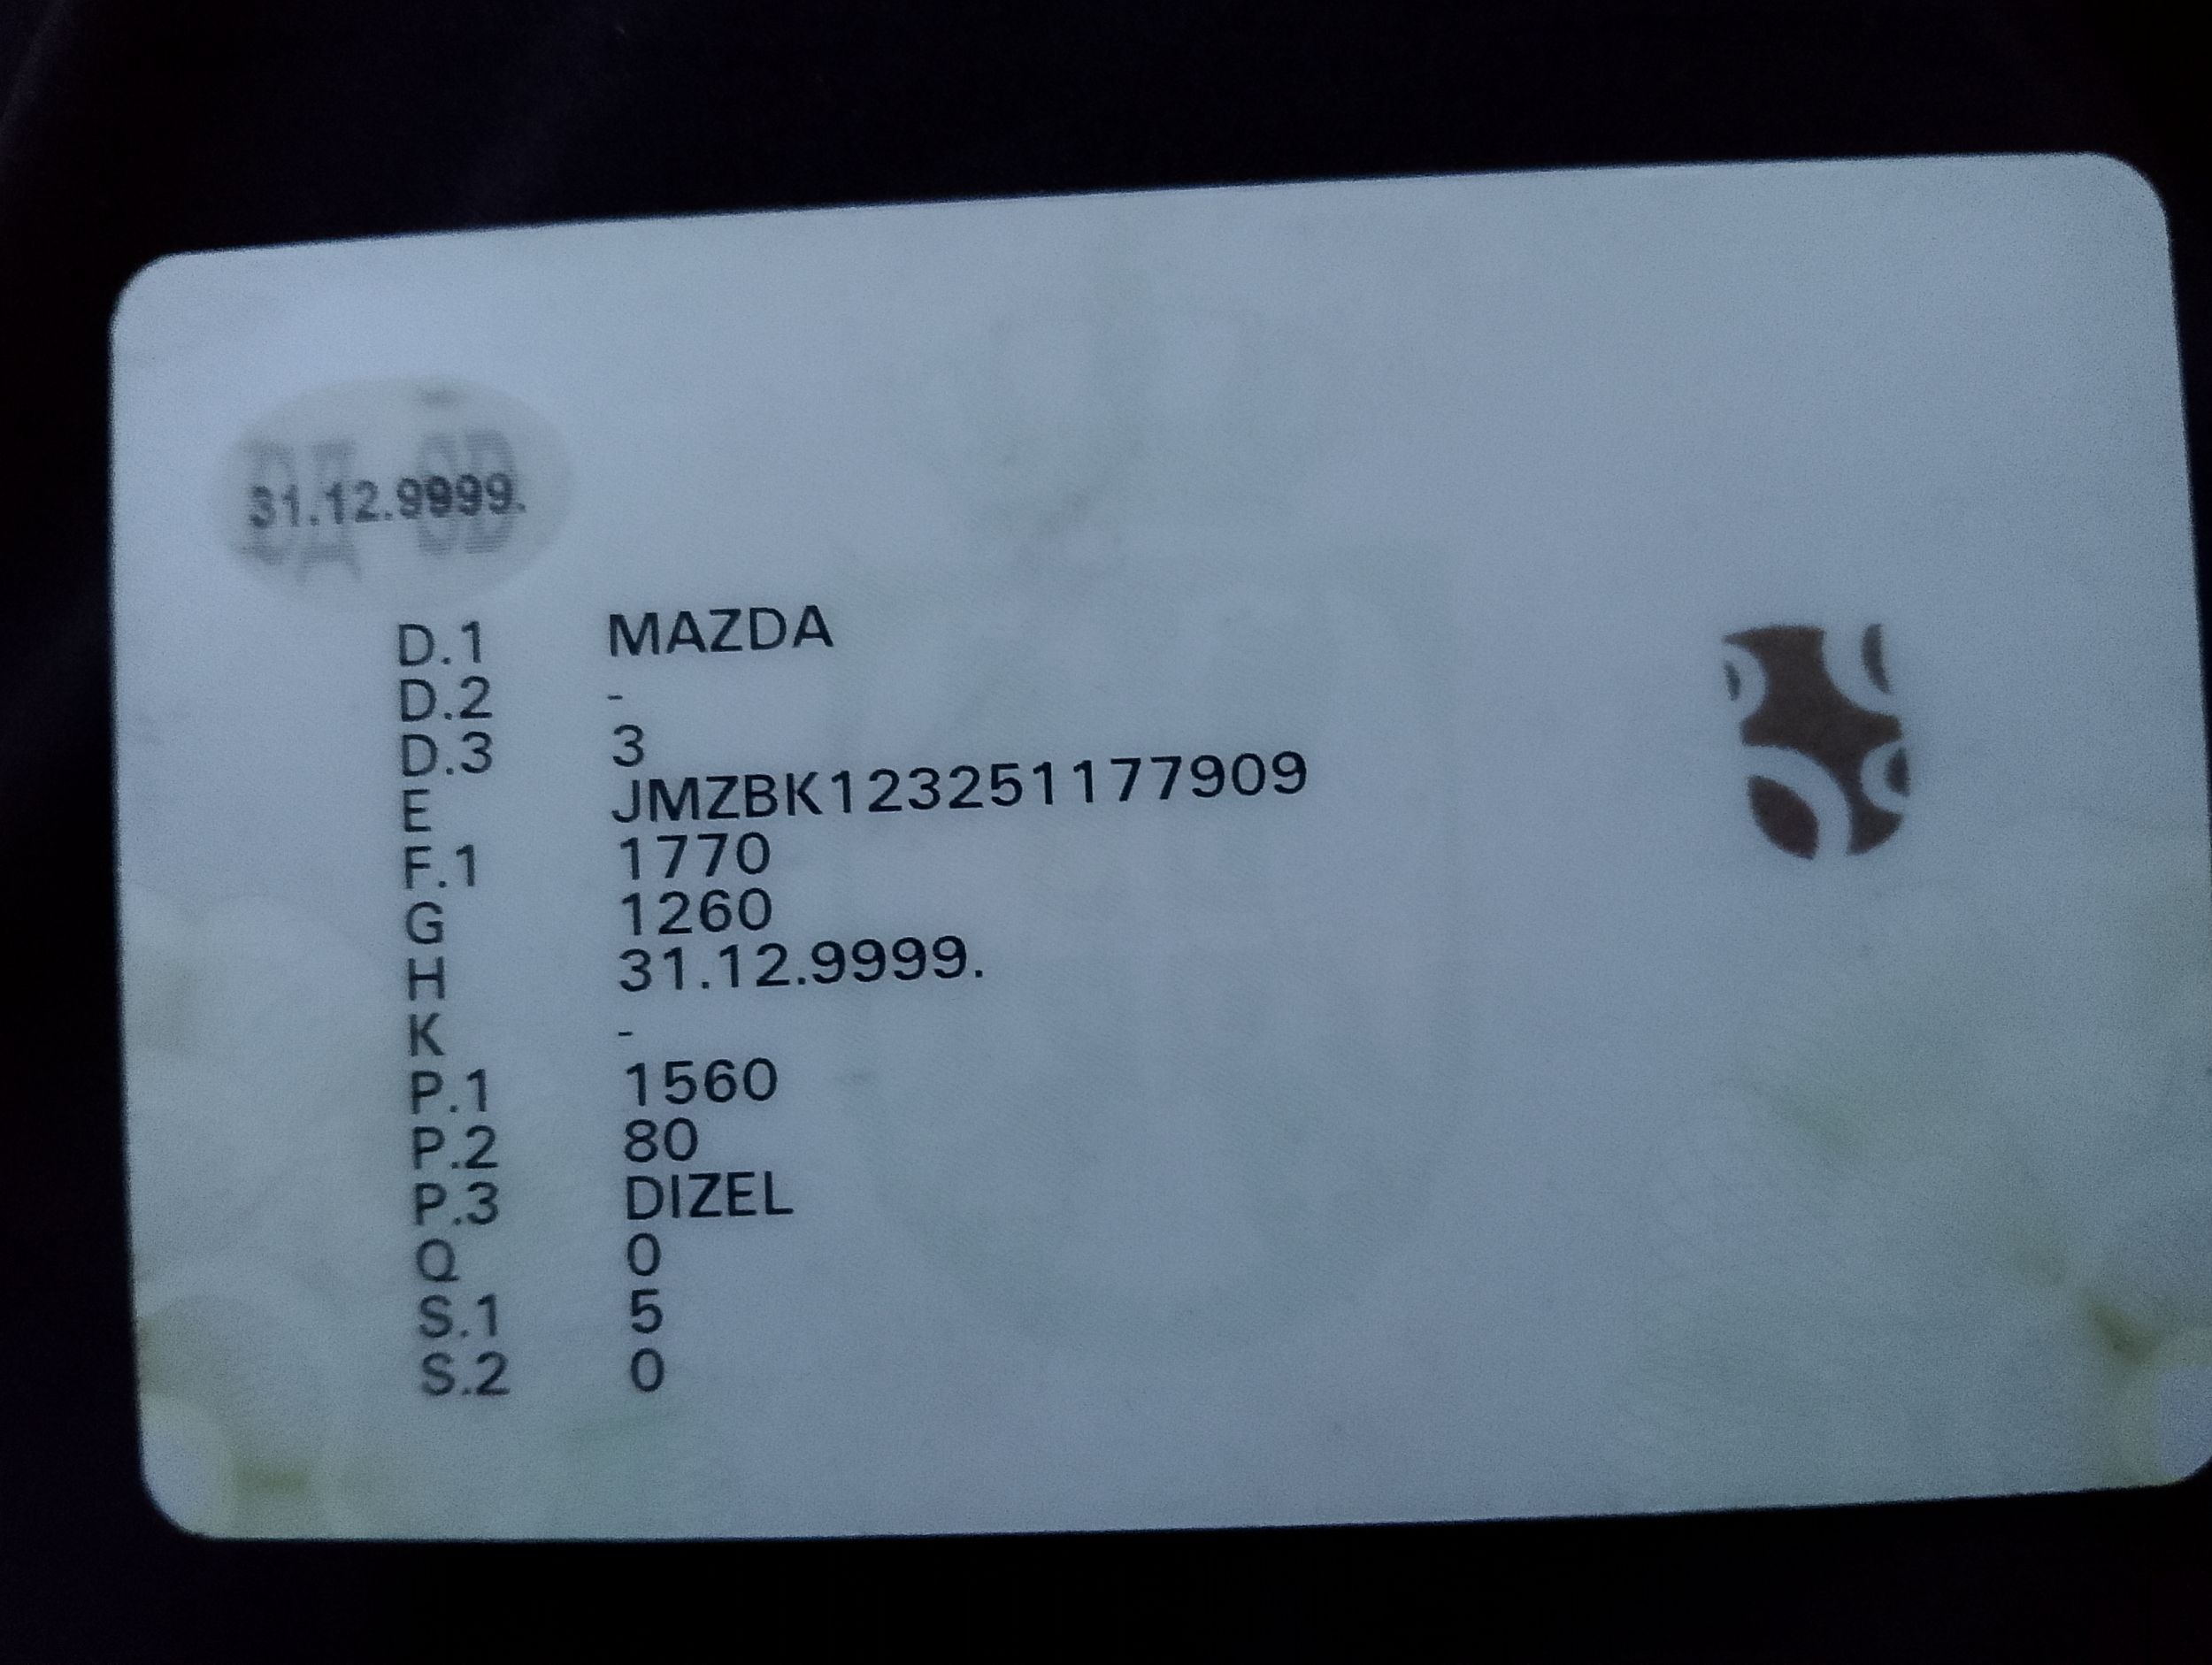 31.12.9999.
D.1 MAZDA
D.2 -
D.3 3
E JMZBK123251177909
F.1 1770
G 1260
H 31.12.9999.
K -
P.1 1560
P.2 80
P.3 DIZEL
Q 0
S.1 5
S.2 0